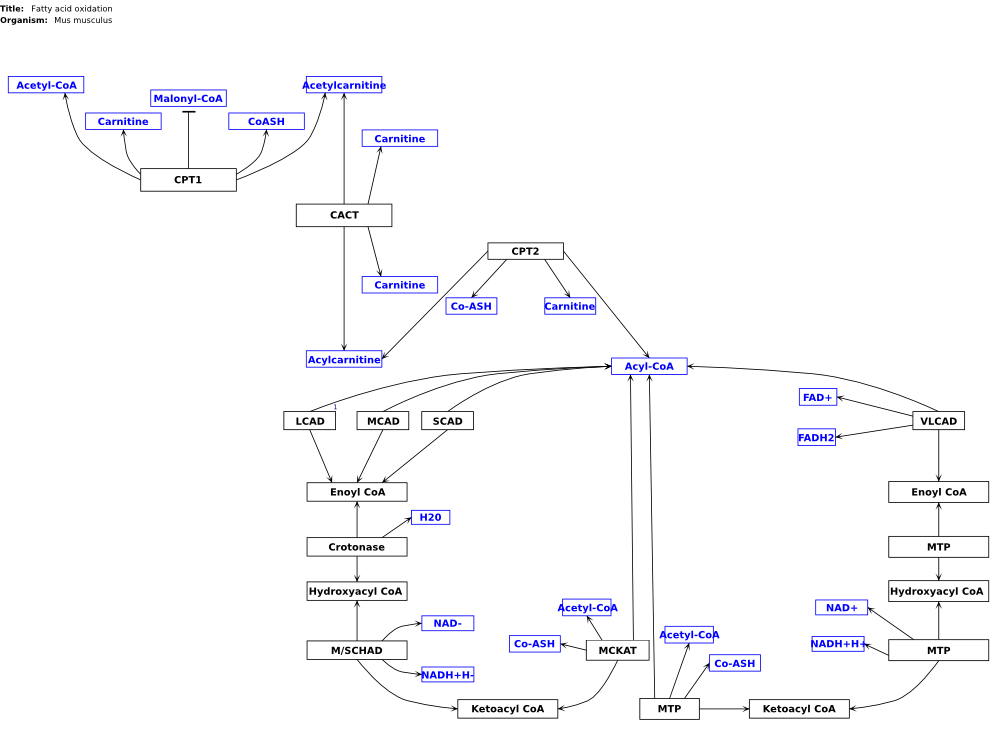 Title: Fatty acid oxidation
Organism: Mus musculus
Acetyl-CoA
Acetylcarnitine
Malonyl-CoA
Carnitine
CoASH
Carnitine
CPT1
CACT
CPT2
Carnitine
Co-ASH
Carnitine
Acylcarnitine
Acyl-CoA
FAD+
1
LCAD
MCAD
SCAD
VLCAD
FADH2
Enoyl CoA
Enoyl CoA
H20
Crotonase
MTP
Hydroxyacyl CoA
Hydroxyacyl CoA
Acetyl-CoA
NAD+
NAD-
Acetyl-CoA
Co-ASH
NADH+H+
M/SCHAD
MCKAT
MTP
Co-ASH
NADH+H-
Ketoacyl CoA
MTP
Ketoacyl CoA